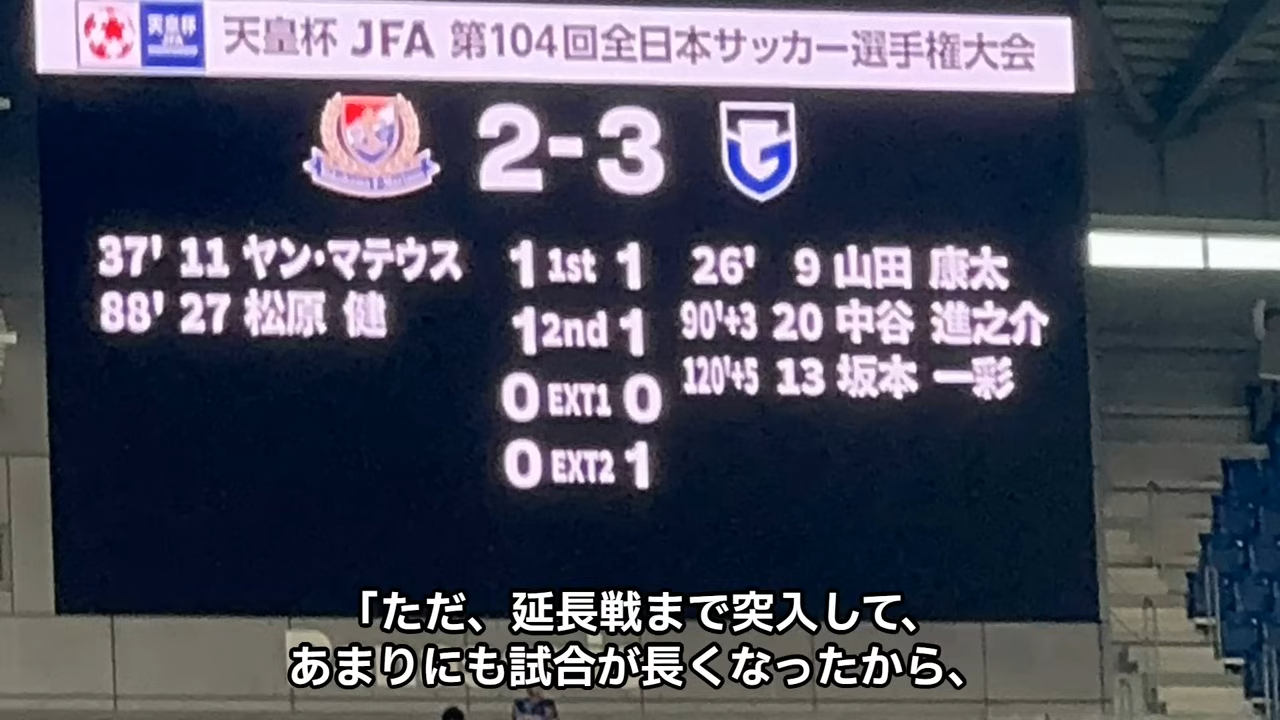 天皇杯 JFA 天皇杯 JFA 第104回全日本サッカー選手権大会
2-3
37' 11 ヤン・マテウス 1 1st 1 26' 9 山田 康太
88' 27 松原 健 1 2nd 1 90'+3 20 中谷 進之介
120'+5 13 坂本 一彩
0 EXT1 0
0 EXT2 1
「ただ、延長戦まで突入して、
あまりにも試合が長くなったから、